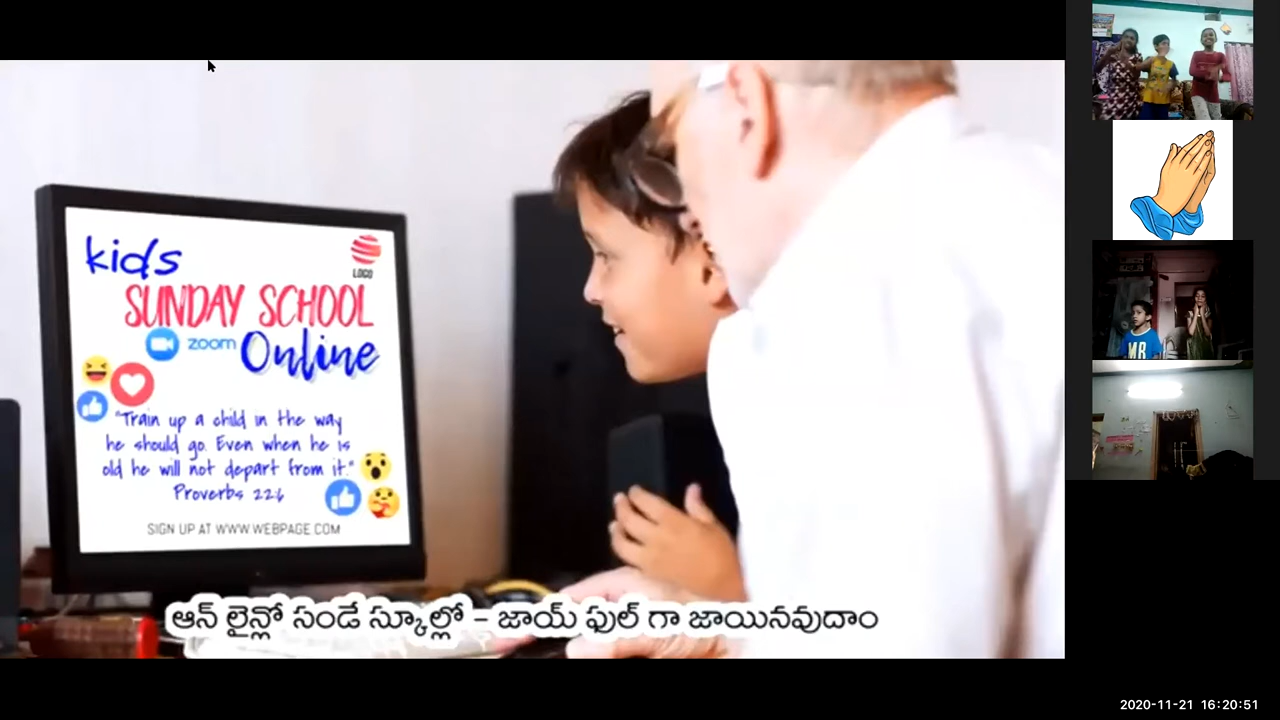 kids
LOGO
SUNDAY SCHOOL
zoom Online
"Train up a child in the way
he should go. Even when he is
old he will not depart from it."
Proverbs 22:6
SIGN UP AT WWW.WEBPAGE.COM
ఆన్ లైన్లో సండే స్కూల్లో - జాయ్ ఫుల్ గా జాయినవుదాం
MB
2020-11-21 16:20:51